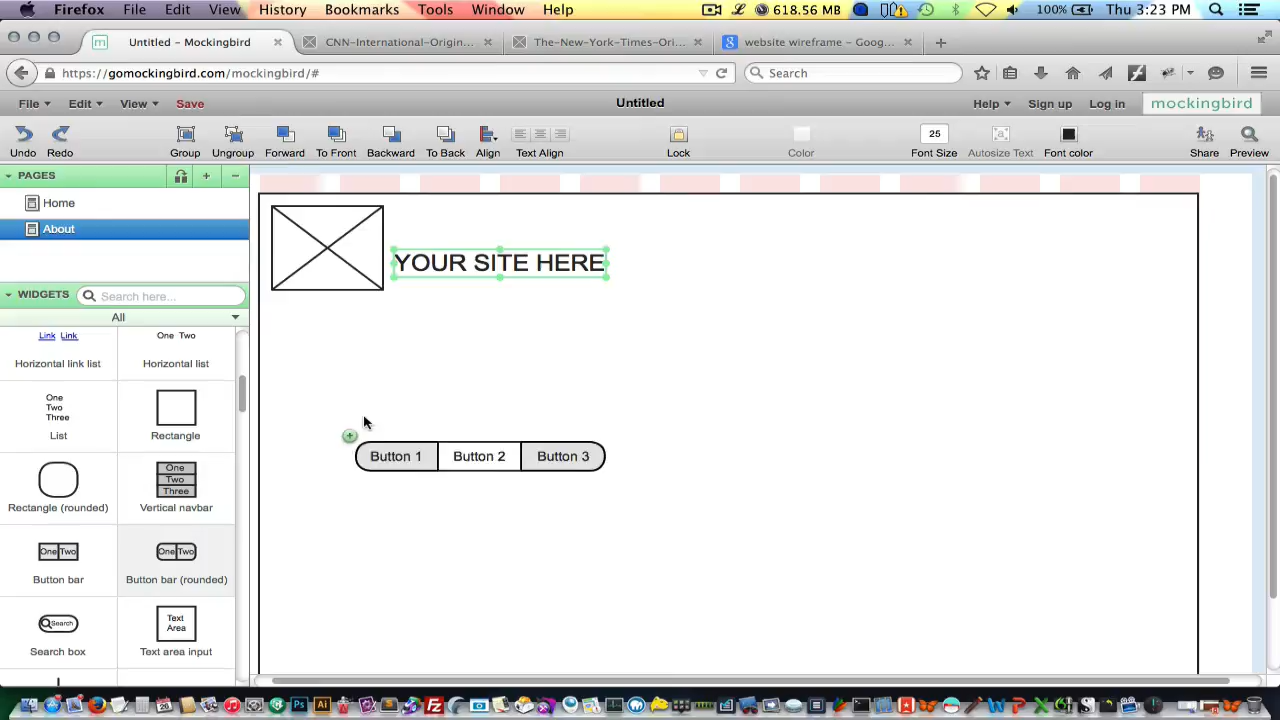 Firefox File Edit View History Bookmarks Tools Window Help 618.56 MB 100% Thu 3:23 PM
Untitled – Mockingbird CNN-International-Origin... The-New-York-Times-Ori... website wireframe – Goog...
https://gomockingbird.com/mockingbird/# Search
File Edit View Save Untitled Help Sign up Log in mockingbird
25
Undo Redo Group Ungroup Forward To Front Backward To Back Align Text Align Lock Color Font Size Autosize Text Font color Share Preview
PAGES
Home
About
WIDGETS Search here...
All
Link Link One Two
Horizontal link list Horizontal list
One
Two
Three
List Rectangle
One
Two
Three
Rectangle (rounded) Vertical navbar
One Two One Two
Button bar Button bar (rounded)
Search Text
Area
Search box Text area input
YOUR SITE HERE
Button 1 Button 2 Button 3